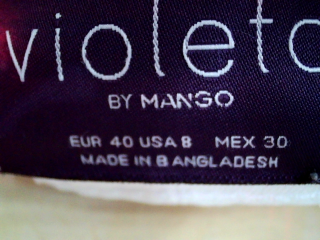 violeta
BY MANGO
EUR 40 USA 8 MEX 30
MADE IN BANGLADESH